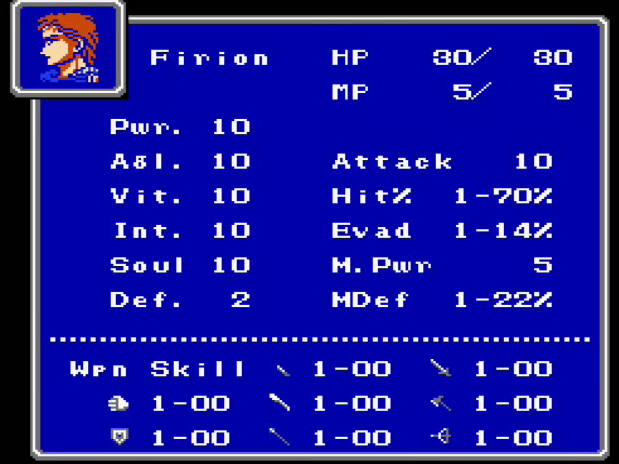 Firion HP 30/ 30
MP 5/ 5
Pwr. 10
Agl. 10 Attack 10
Vit. 10 Hit% 1-70%
Int. 10 Evad 1-14%
Soul 10 M.Pwr 5
Def. 2 MDef 1-22%
Wpn Skill 1-00 1-00
1-00 1-00 1-00
1-00 1-00 1-00